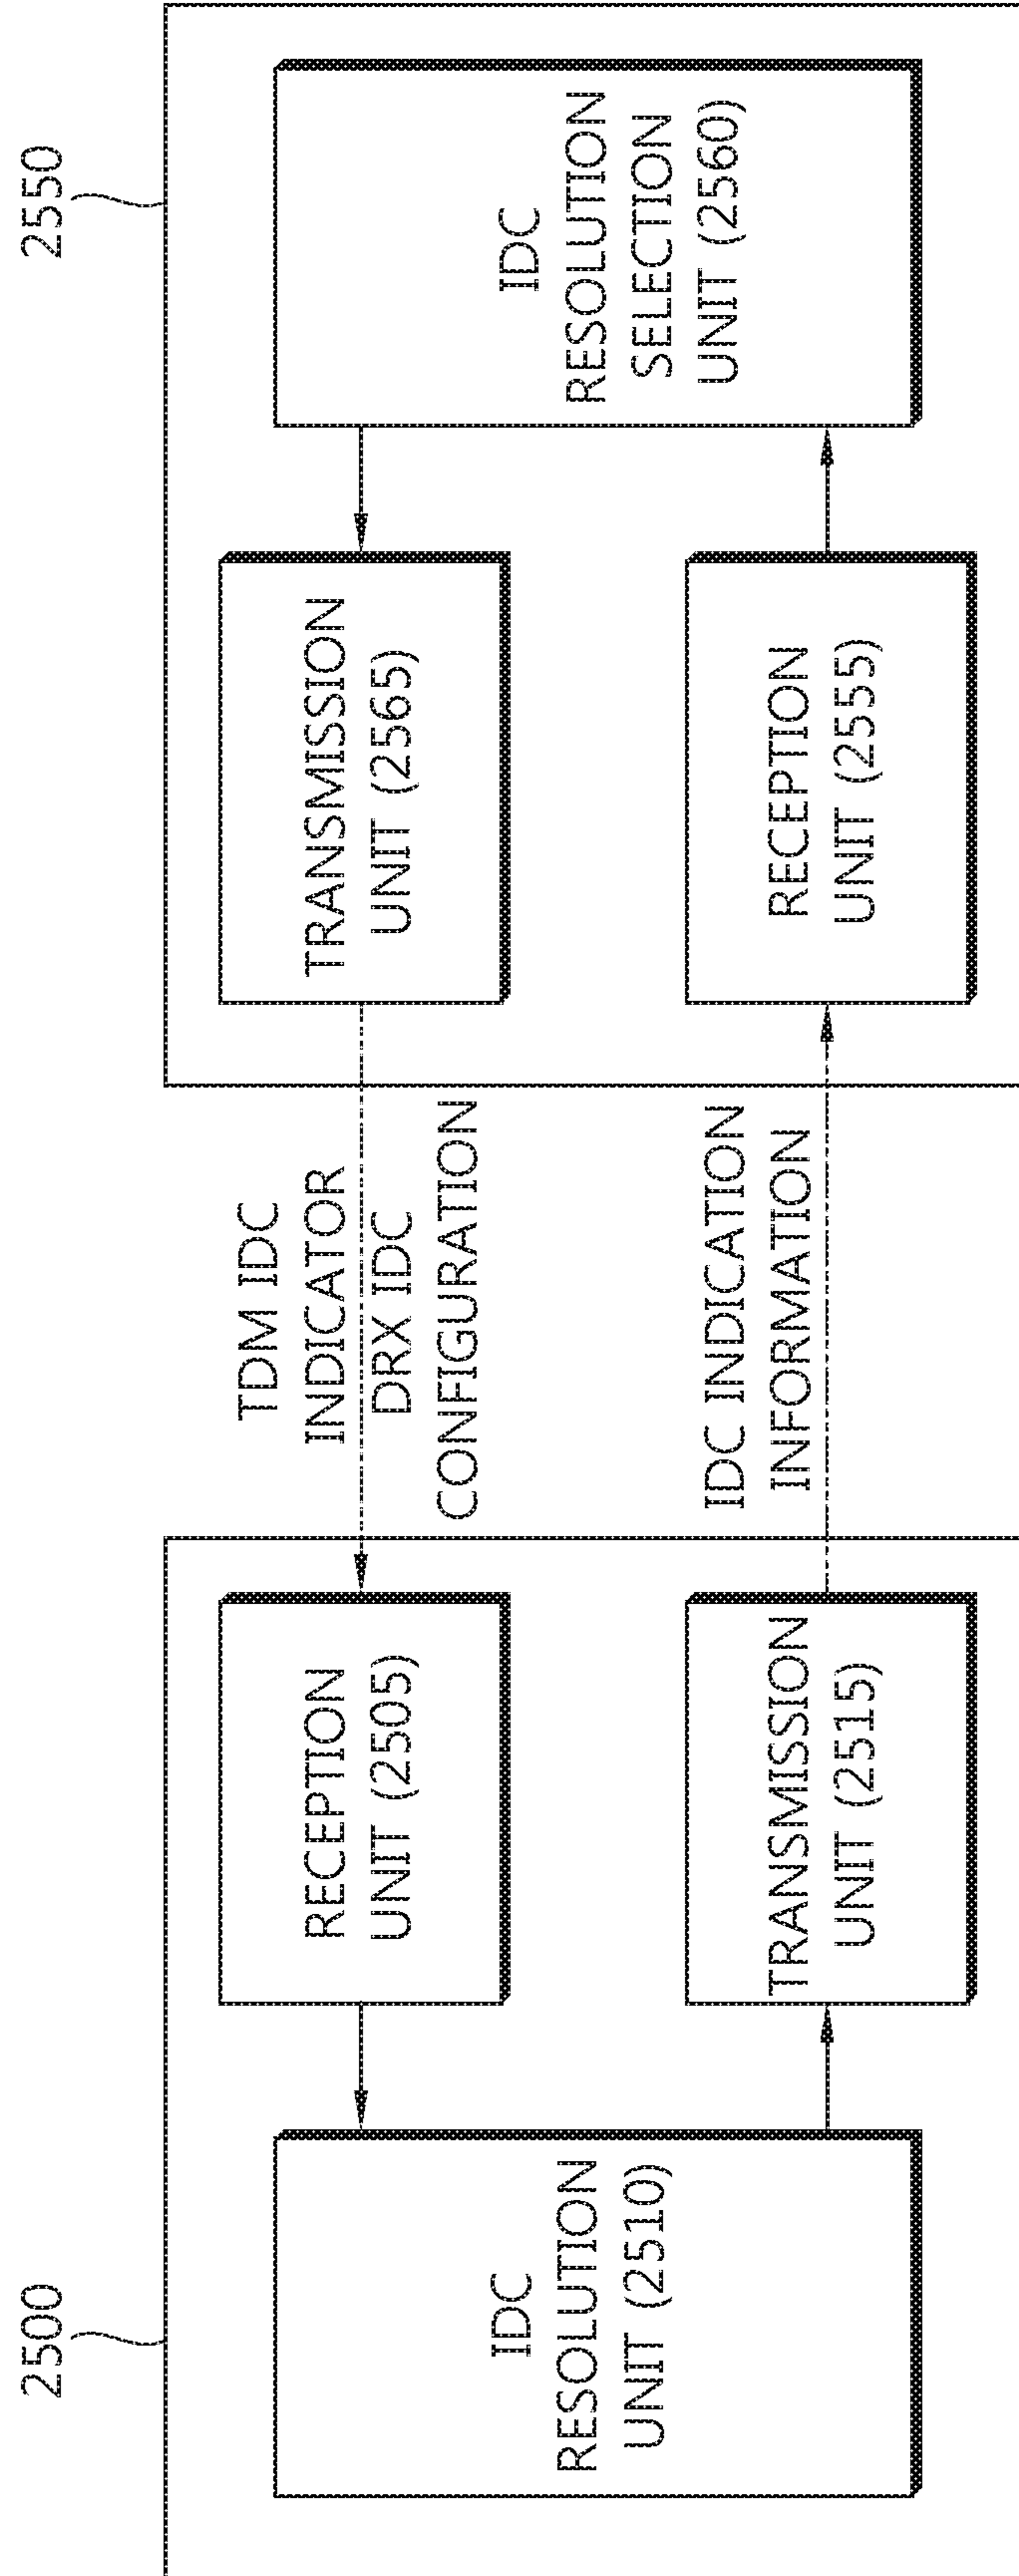 2500
2550
IDC
RESOLUTION
UNIT (2510)
RECEPTION
UNIT (2505)
TRANSMISSION
UNIT (2515)
TDM IDC
INDICATOR
DRX IDC
CONFIGURATION
IDC INDICATION
INFORMATION
TRANSMISSION
UNIT (2565)
RECEPTION
UNIT (2555)
IDC
RESOLUTION
SELECTION
UNIT (2560)